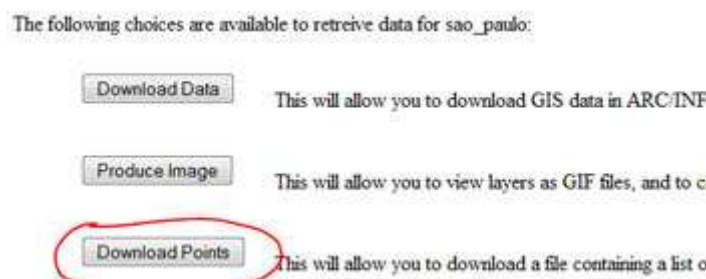 The following choices are available to retreive data for sao_paulo:
Download Data This will allow you to download GIS data in ARC/INF
Produce Image This will allow you to view layers as GIF files, and to c
Download Points This will allow you to download a file containing a list o